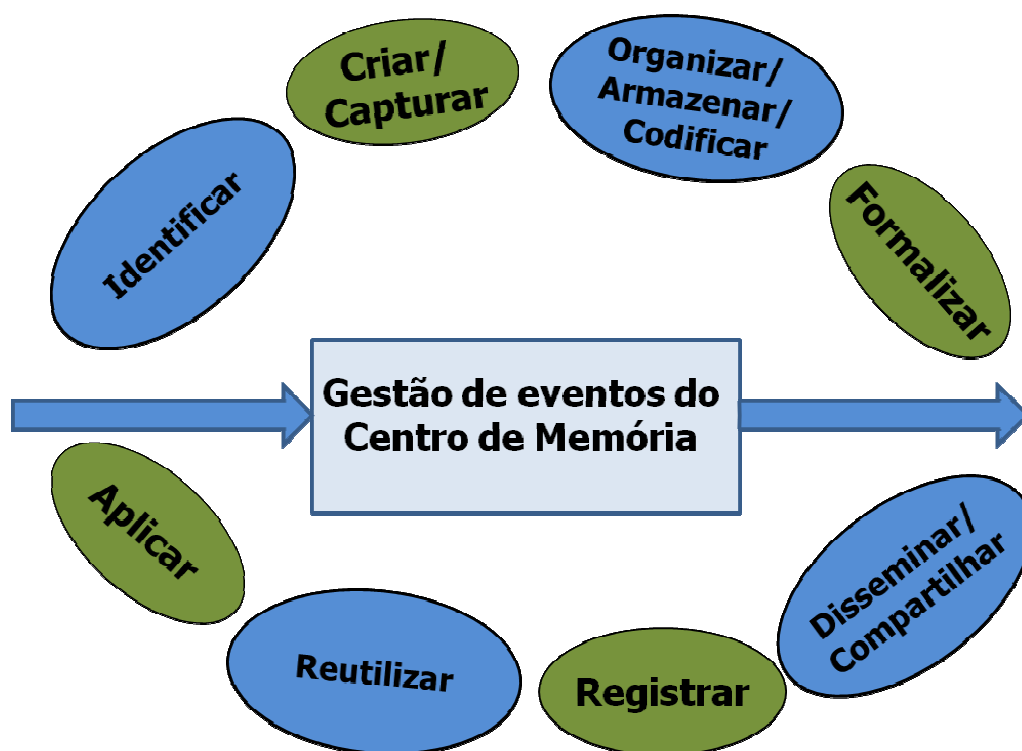 Criar/
Capturar
Organizar/
Armazenar/
Codificar
Identificar
Formalizar
Gestão de eventos do
Centro de Memória
Aplicar
Disseminar/
Compartilhar
Reutilizar
Registrar